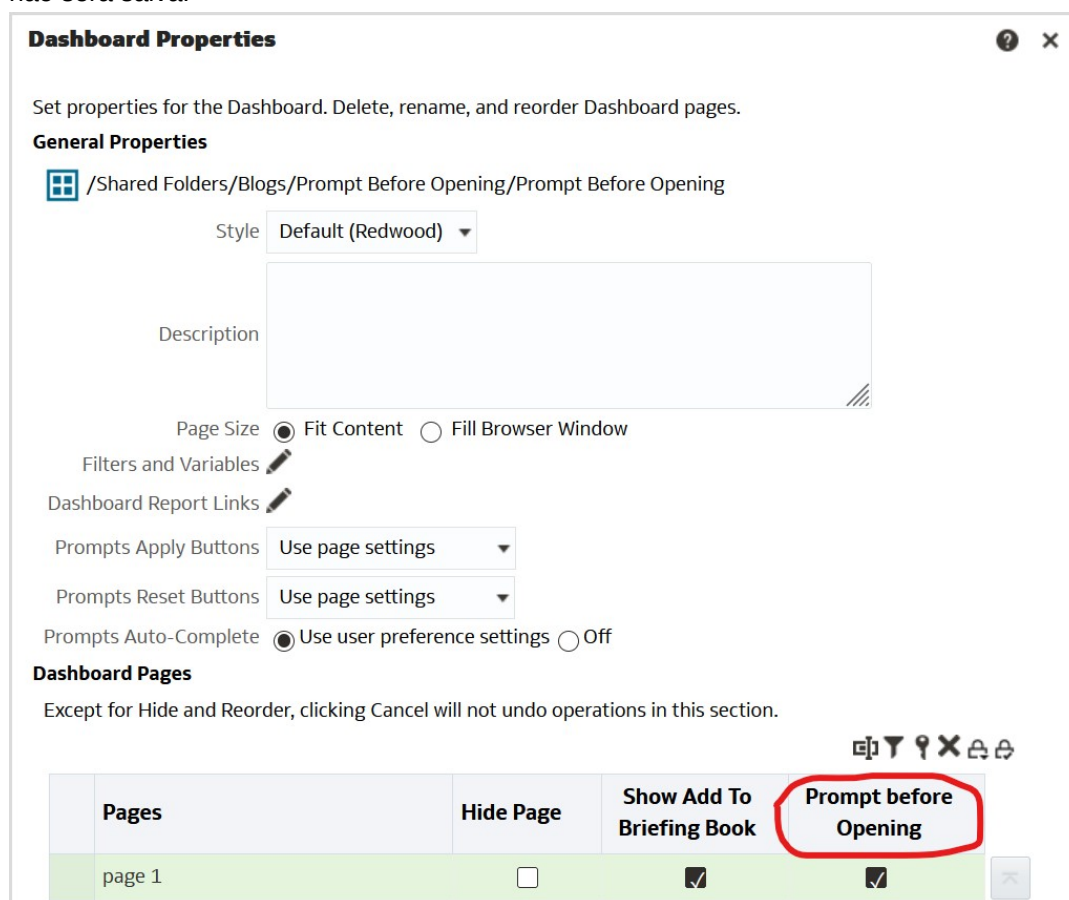 Dashboard Properties
Set properties for the Dashboard. Delete, rename, and reorder Dashboard pages.
General Properties
/Shared Folders/Blogs/Prompt Before Opening/Prompt Before Opening
Style Default (Redwood)
Description
Page Size Fit Content Fill Browser Window
Filters and Variables
Dashboard Report Links
Prompts Apply Buttons Use page settings
Prompts Reset Buttons Use page settings
Prompts Auto-Complete Use user preference settings Off
Dashboard Pages
Except for Hide and Reorder, clicking Cancel will not undo operations in this section.
Pages Hide Page Show Add To Briefing Book Prompt before Opening
page 1